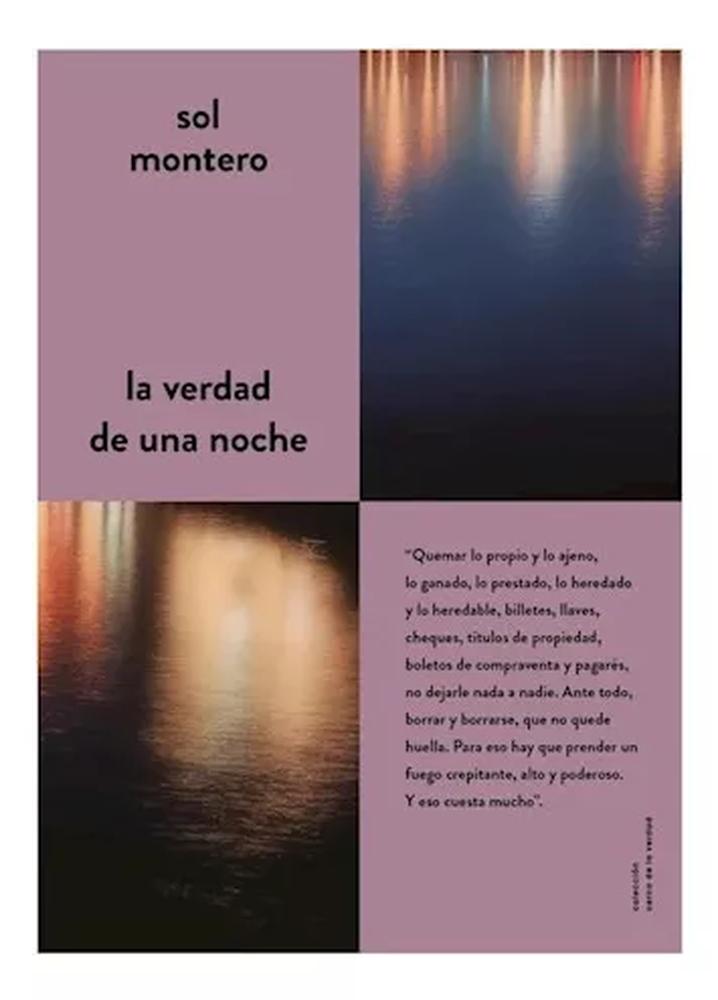 sol
montero
la verdad
de una noche
"Quemar lo propio y lo ajeno,
lo ganado, lo prestado, lo heredado
y lo heredable, billetes, llaves,
cheques, títulos de propiedad,
boletos de compraventa y pagarés,
no dejarle nada a nadie. Ante todo,
borrar y borrarse, que no quede
huella. Para eso hay que prender un
fuego crepitante, alto y poderoso.
Y eso cuesta mucho".
colección
de la verdad